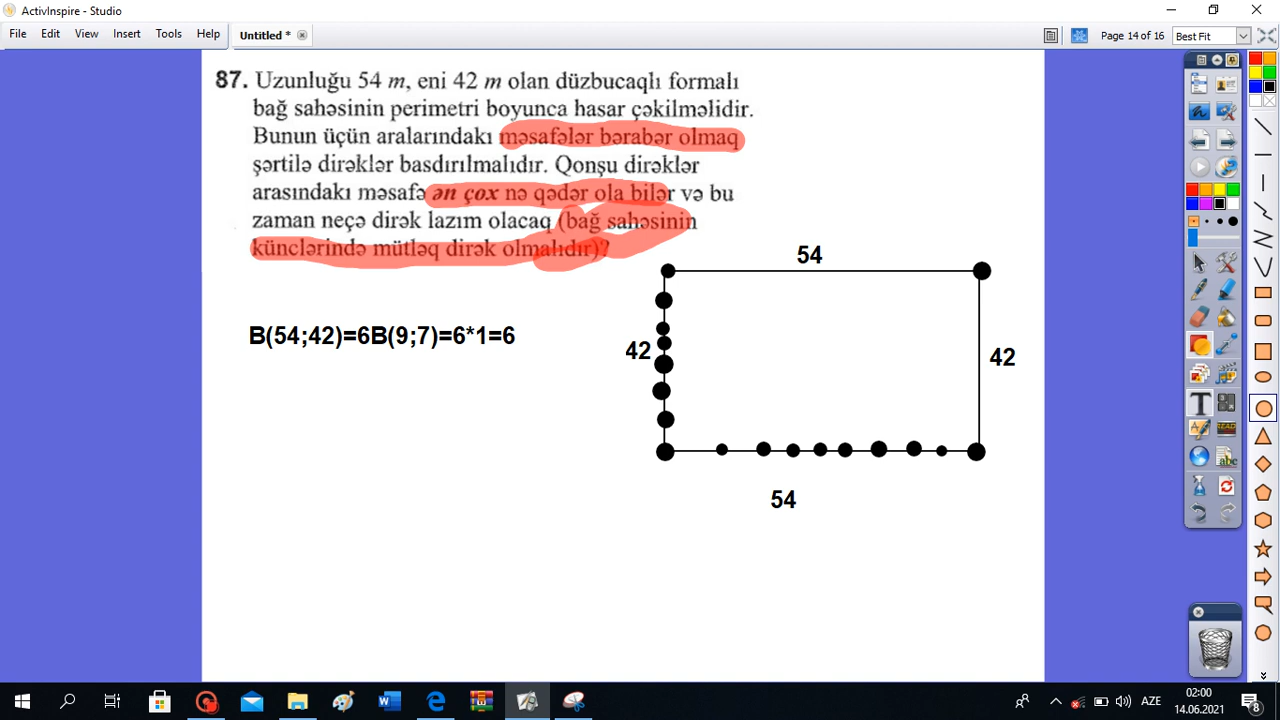 ActivInspire - Studio
File Edit View Insert Tools Help Untitled * Page 14 of 16 Best Fit
87. Uzunluğu 54 m, eni 42 m olan düzbucaqlı formalı
bağ sahəsinin perimetri boyunca hasar çəkilməlidir.
Bunun üçün aralarındakı məsafələr bərabər olmaq
şərtilə dirəklər basdırılmalıdır. Qonşu dirəklər
arasındakı məsafə ən çox nə qədər ola bilər və bu
zaman neçə dirək lazım olacaq (bağ sahəsinin
künclərində mütləq dirək olmalıdır)?
54
B(54;42)=6B(9;7)=6*1=6
42
42
54
AZE
02:00
14.06.2021
8